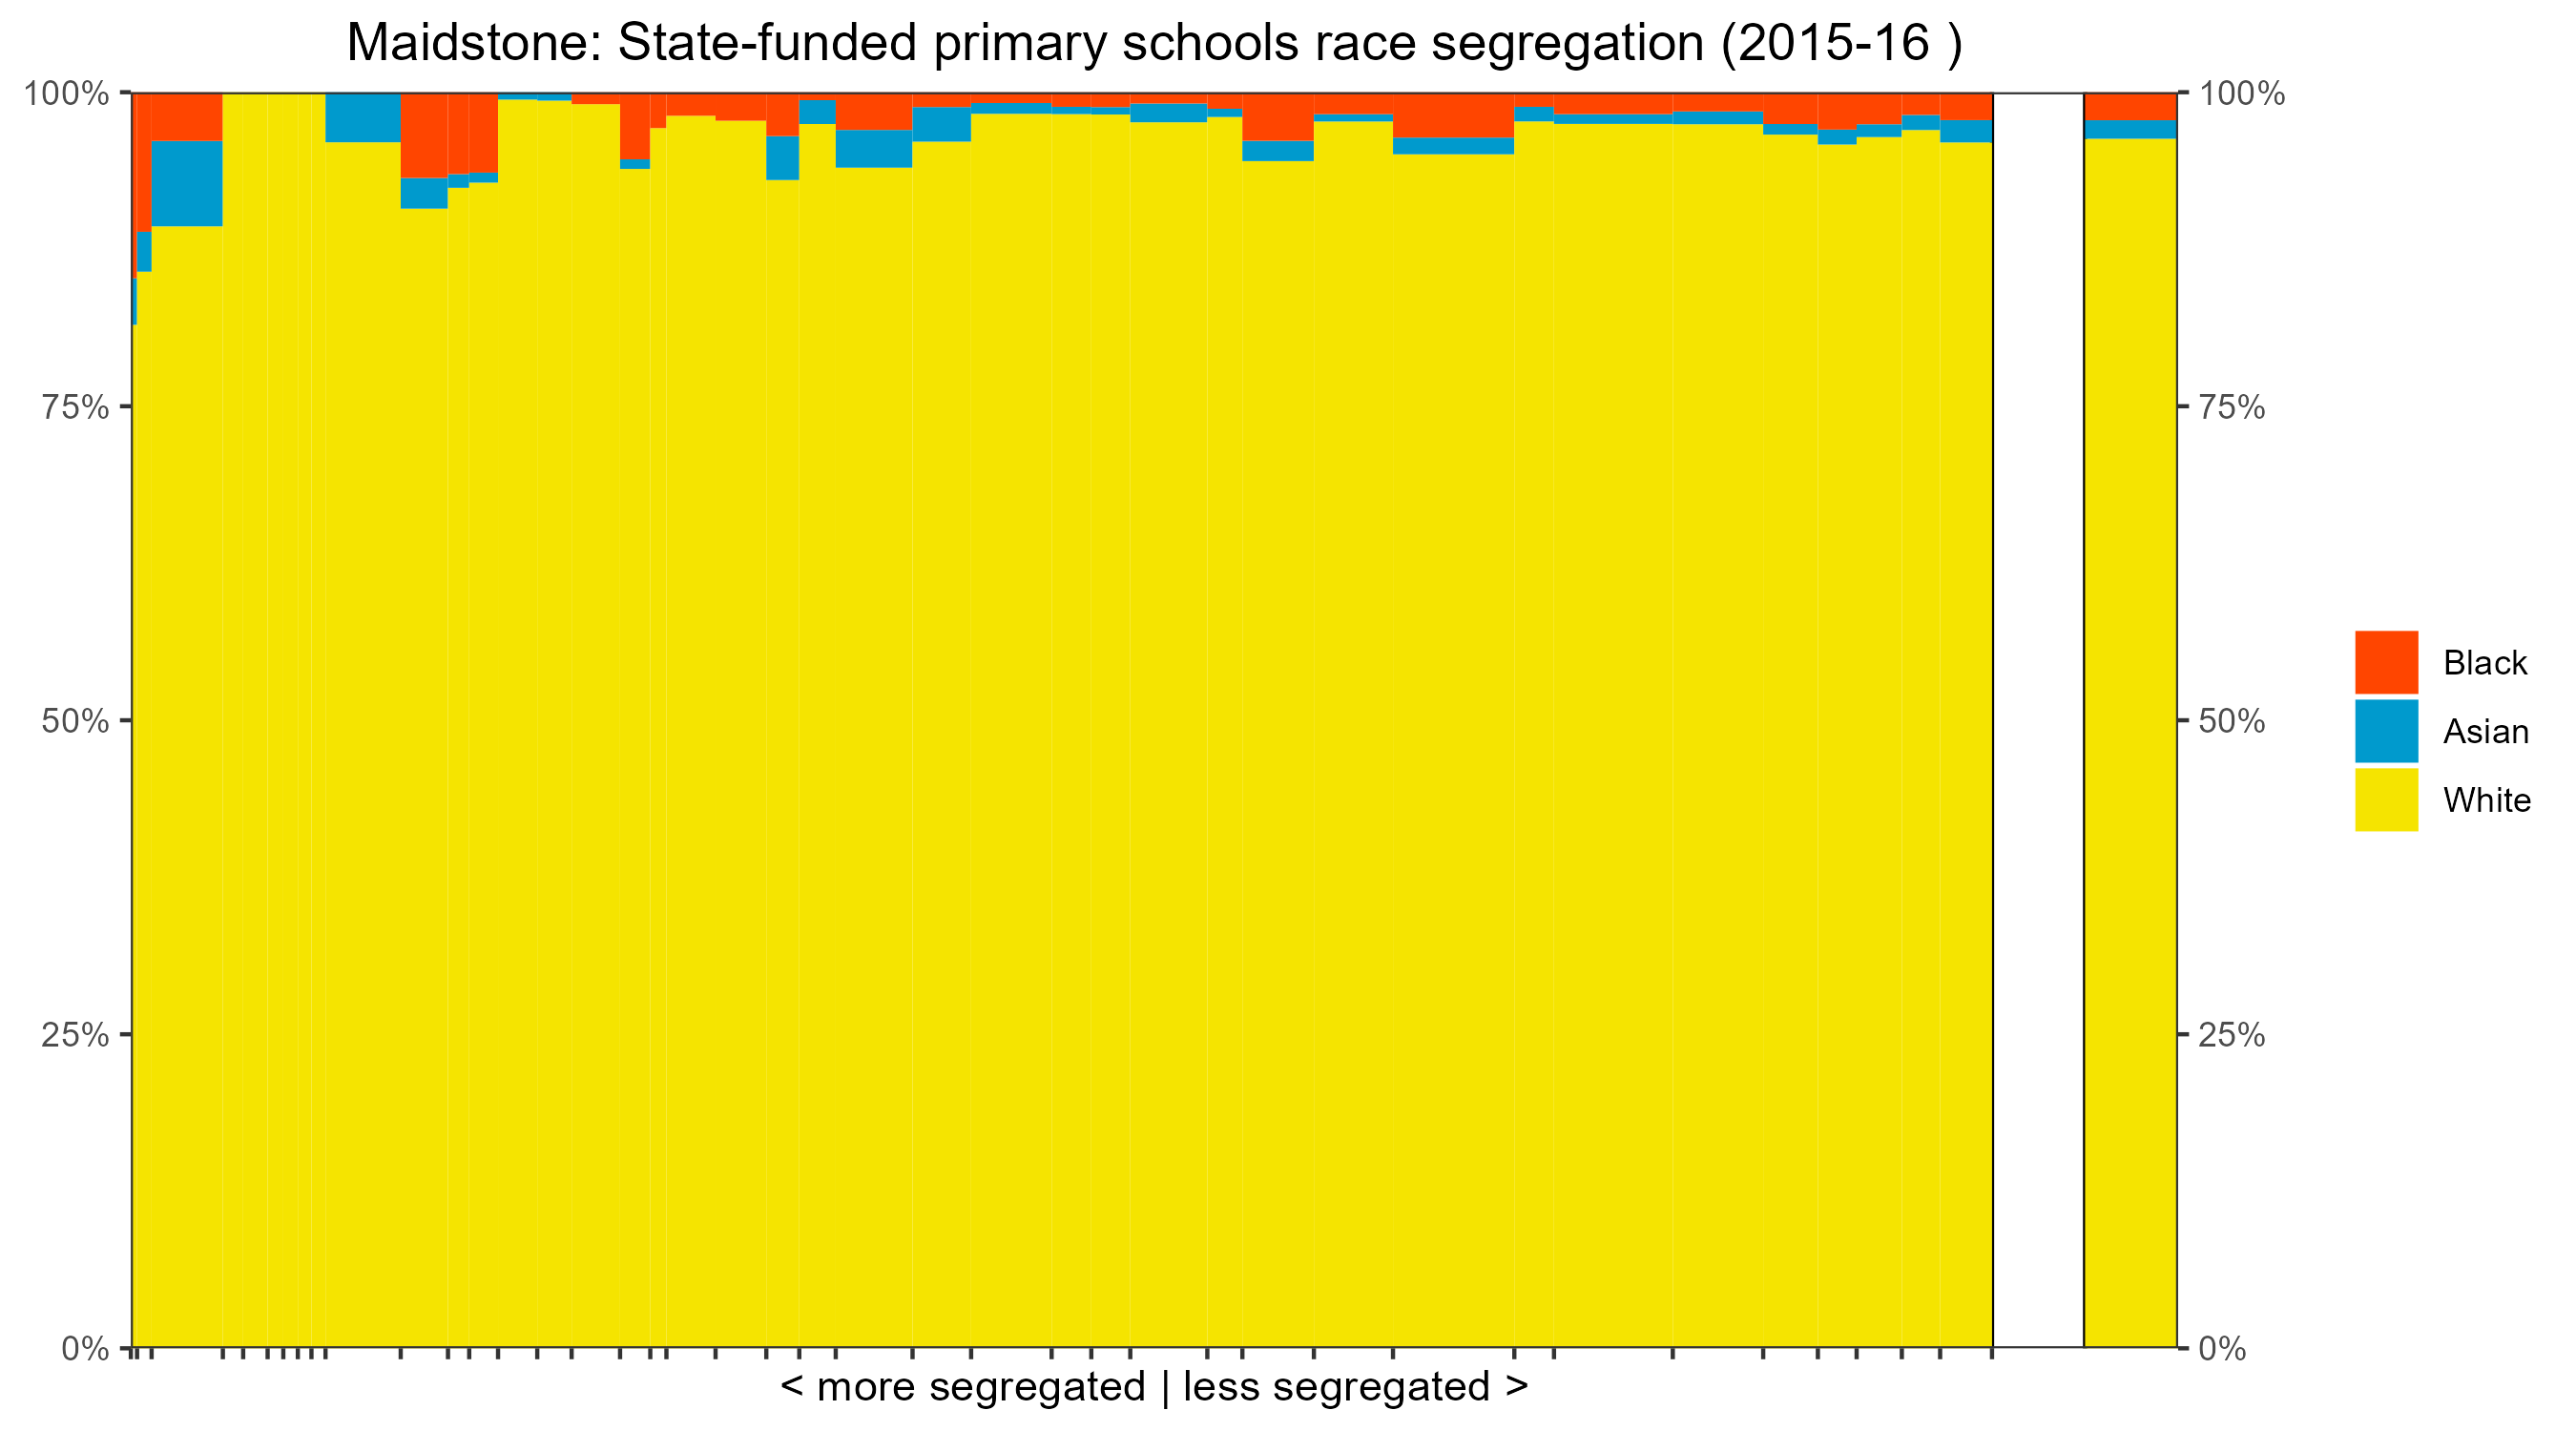 Maidstone: State-funded primary schools race segregation (2015-16 )
100%
75%
50%
25%
0%
100%
75%
50%
25%
0%
Black
Asian
White
< more segregated | less segregated >